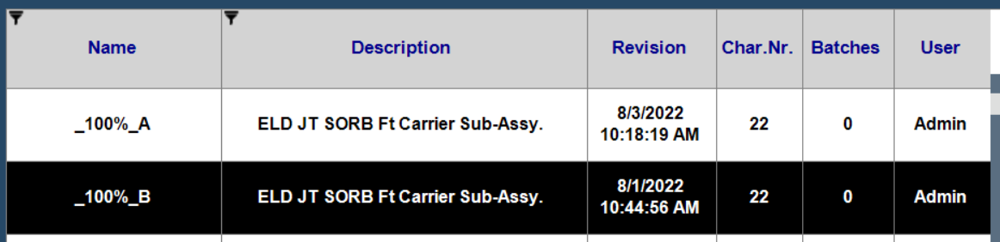 Name Description Revision Char.Nr. Batches User
_100%_A ELD JT SORB Ft Carrier Sub-Assy. 8/3/2022 10:18:19 AM 22 0 Admin
_100%_B ELD JT SORB Ft Carrier Sub-Assy. 8/1/2022 10:44:56 AM 22 0 Admin